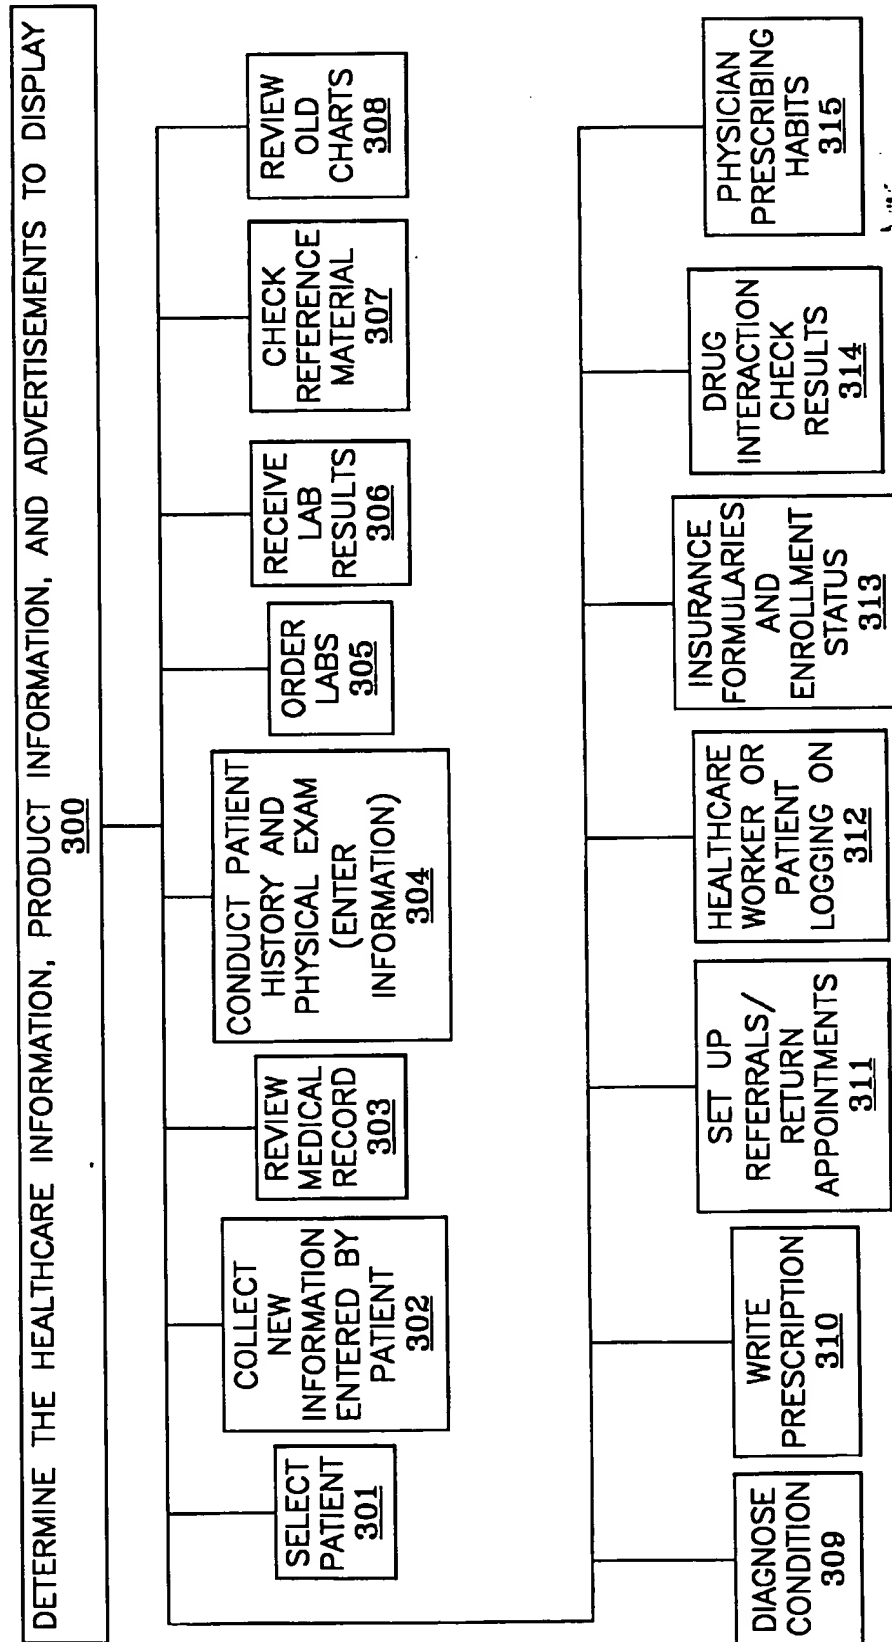 DETERMINE THE HEALTHCARE INFORMATION, PRODUCT INFORMATION, AND ADVERTISEMENTS TO DISPLAY
300
SELECT
PATIENT
301
COLLECT
NEW
INFORMATION
ENTERED BY
PATIENT
302
REVIEW
MEDICAL
RECORD
303
CONDUCT PATIENT
HISTORY AND
PHYSICAL EXAM
(ENTER
INFORMATION)
304
ORDER
LABS
305
RECEIVE
LAB
RESULTS
306
CHECK
REFERENCE
MATERIAL
307
REVIEW
OLD
CHARTS
308
DIAGNOSE
CONDITION
309
WRITE
PRESCRIPTION
310
SET UP
REFERRALS/
RETURN
APPOINTMENTS
311
HEALTHCARE
WORKER OR
PATIENT
LOGGING ON
312
INSURANCE
FORMULARIES
AND
ENROLLMENT
STATUS
313
DRUG
INTERACTION
CHECK
RESULTS
314
PHYSICIAN
PRESCRIBING
HABITS
315